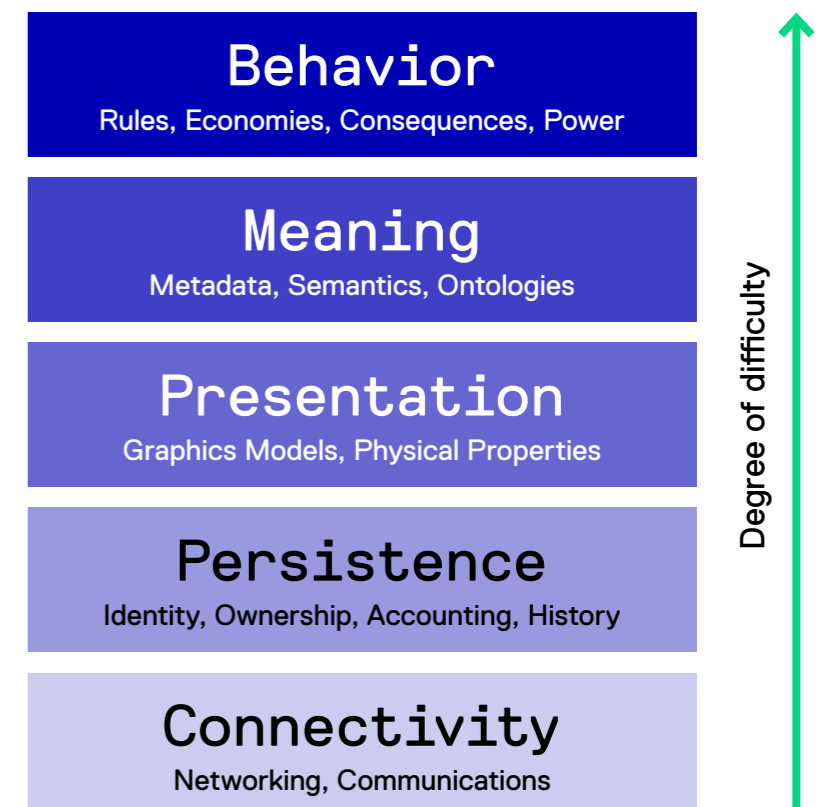 Behavior
Rules, Economies, Consequences, Power
Meaning
Metadata, Semantics, Ontologies
Presentation
Graphics Models, Physical Properties
Persistence
Identity, Ownership, Accounting, History
Connectivity
Networking, Communications
Degree of difficulty